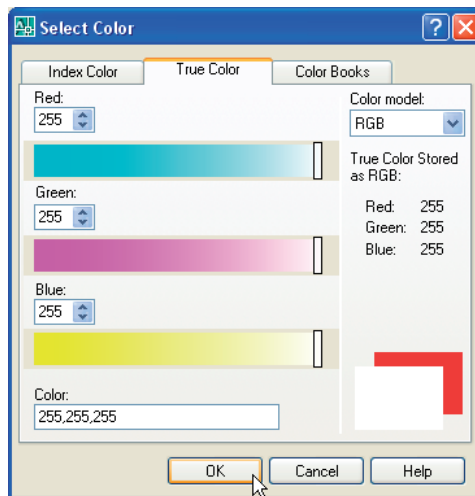 Select Color
Index Color
True Color
Color Books
Red:
255
Green:
255
Blue:
255
Color:
255,255,255
Color model:
RGB
True Color Stored
as RGB:
Red: 255
Green: 255
Blue: 255
OK
Cancel
Help